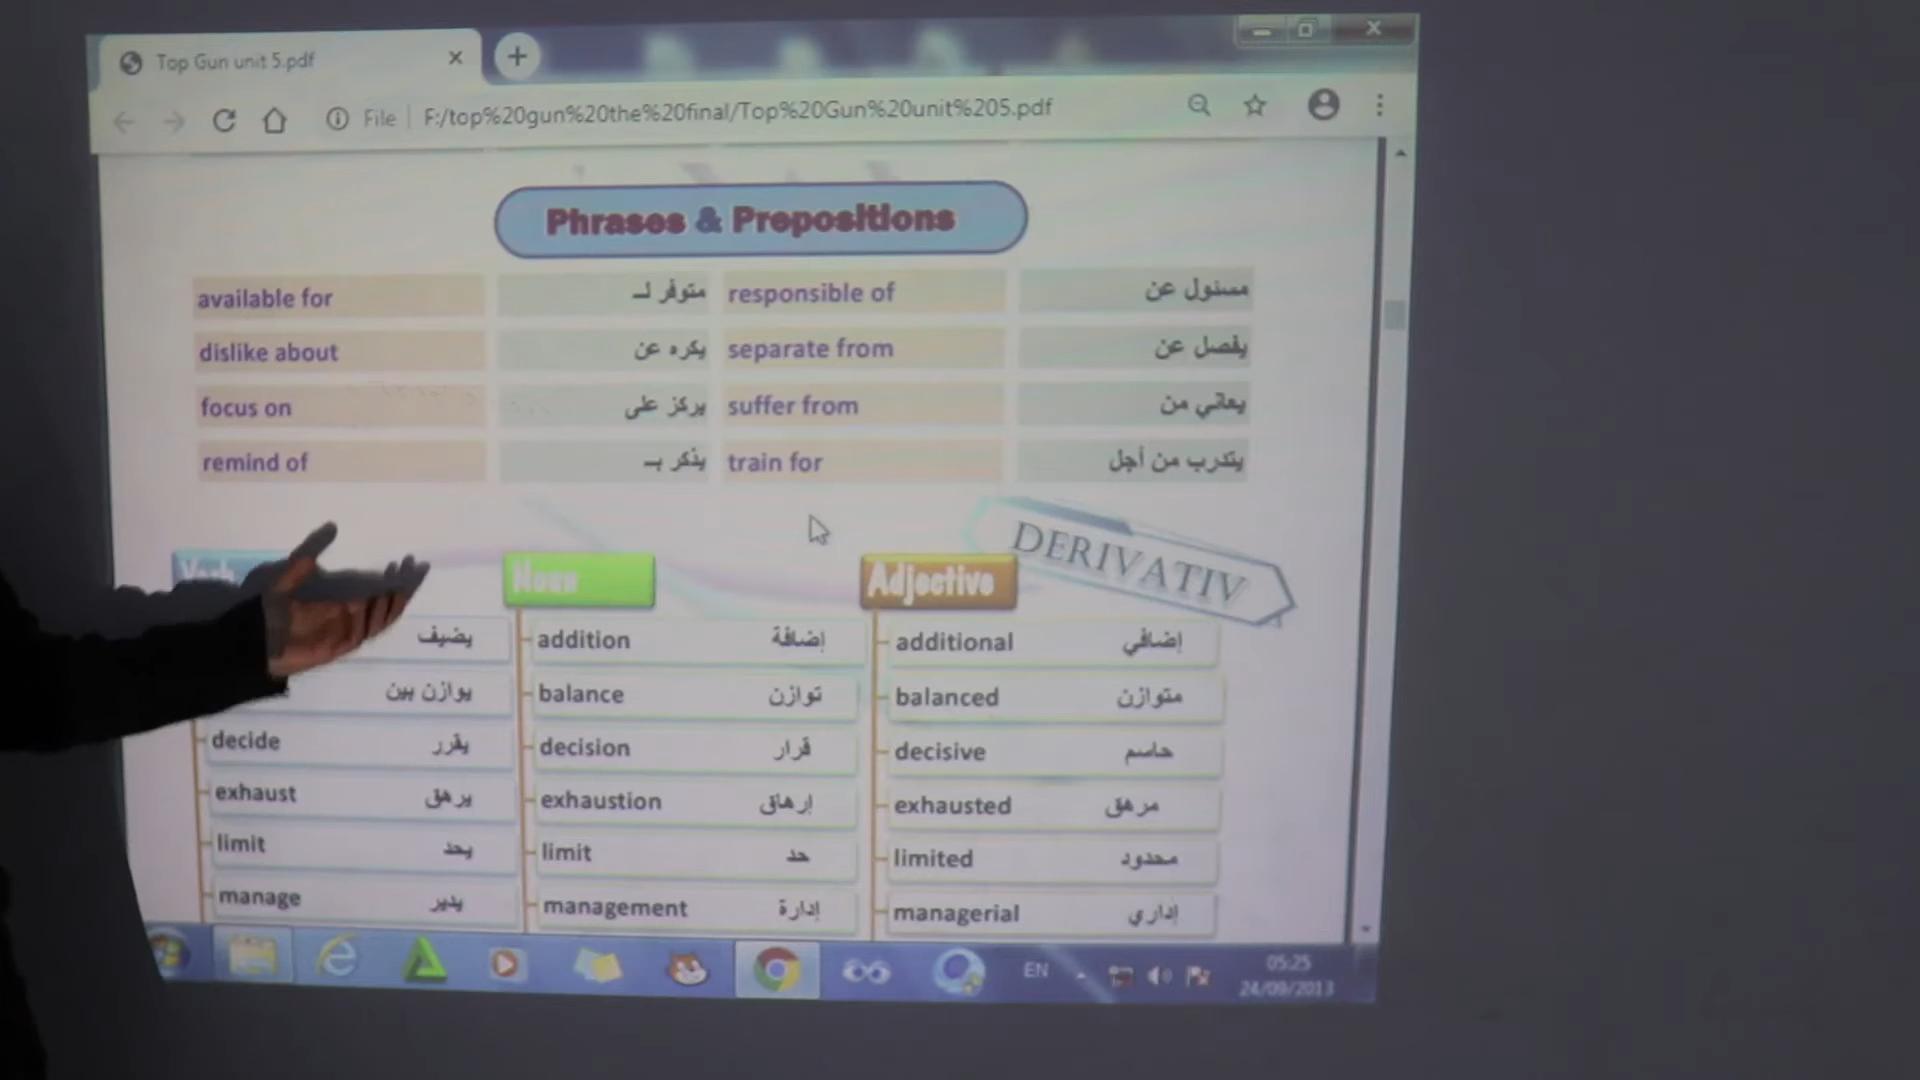 Top Gun unit 5.pdf
File F:/top%20gun%20the%20final/Top%20Gun%20unit%205.pdf
Phrases & Prepositions
available for متوفر لـ responsible of مسئول عن
dislike about يكره عن separate from يفصل عن
focus on يركز على suffer from يعاني من
remind of يذكر بـ train for يتدرب من أجل
DERIVATIV
Verb Noun Adjective
يضيف addition إضافة additional إضافي
يوازن بين balance توازن balanced متوازن
decide يقرر decision قرار decisive حاسم
exhaust يرهق exhaustion إرهاق exhausted مرهق
limit يحد limit حد limited محدود
manage يدير management إدارة managerial إداري
EN 05:25
24/09/2013